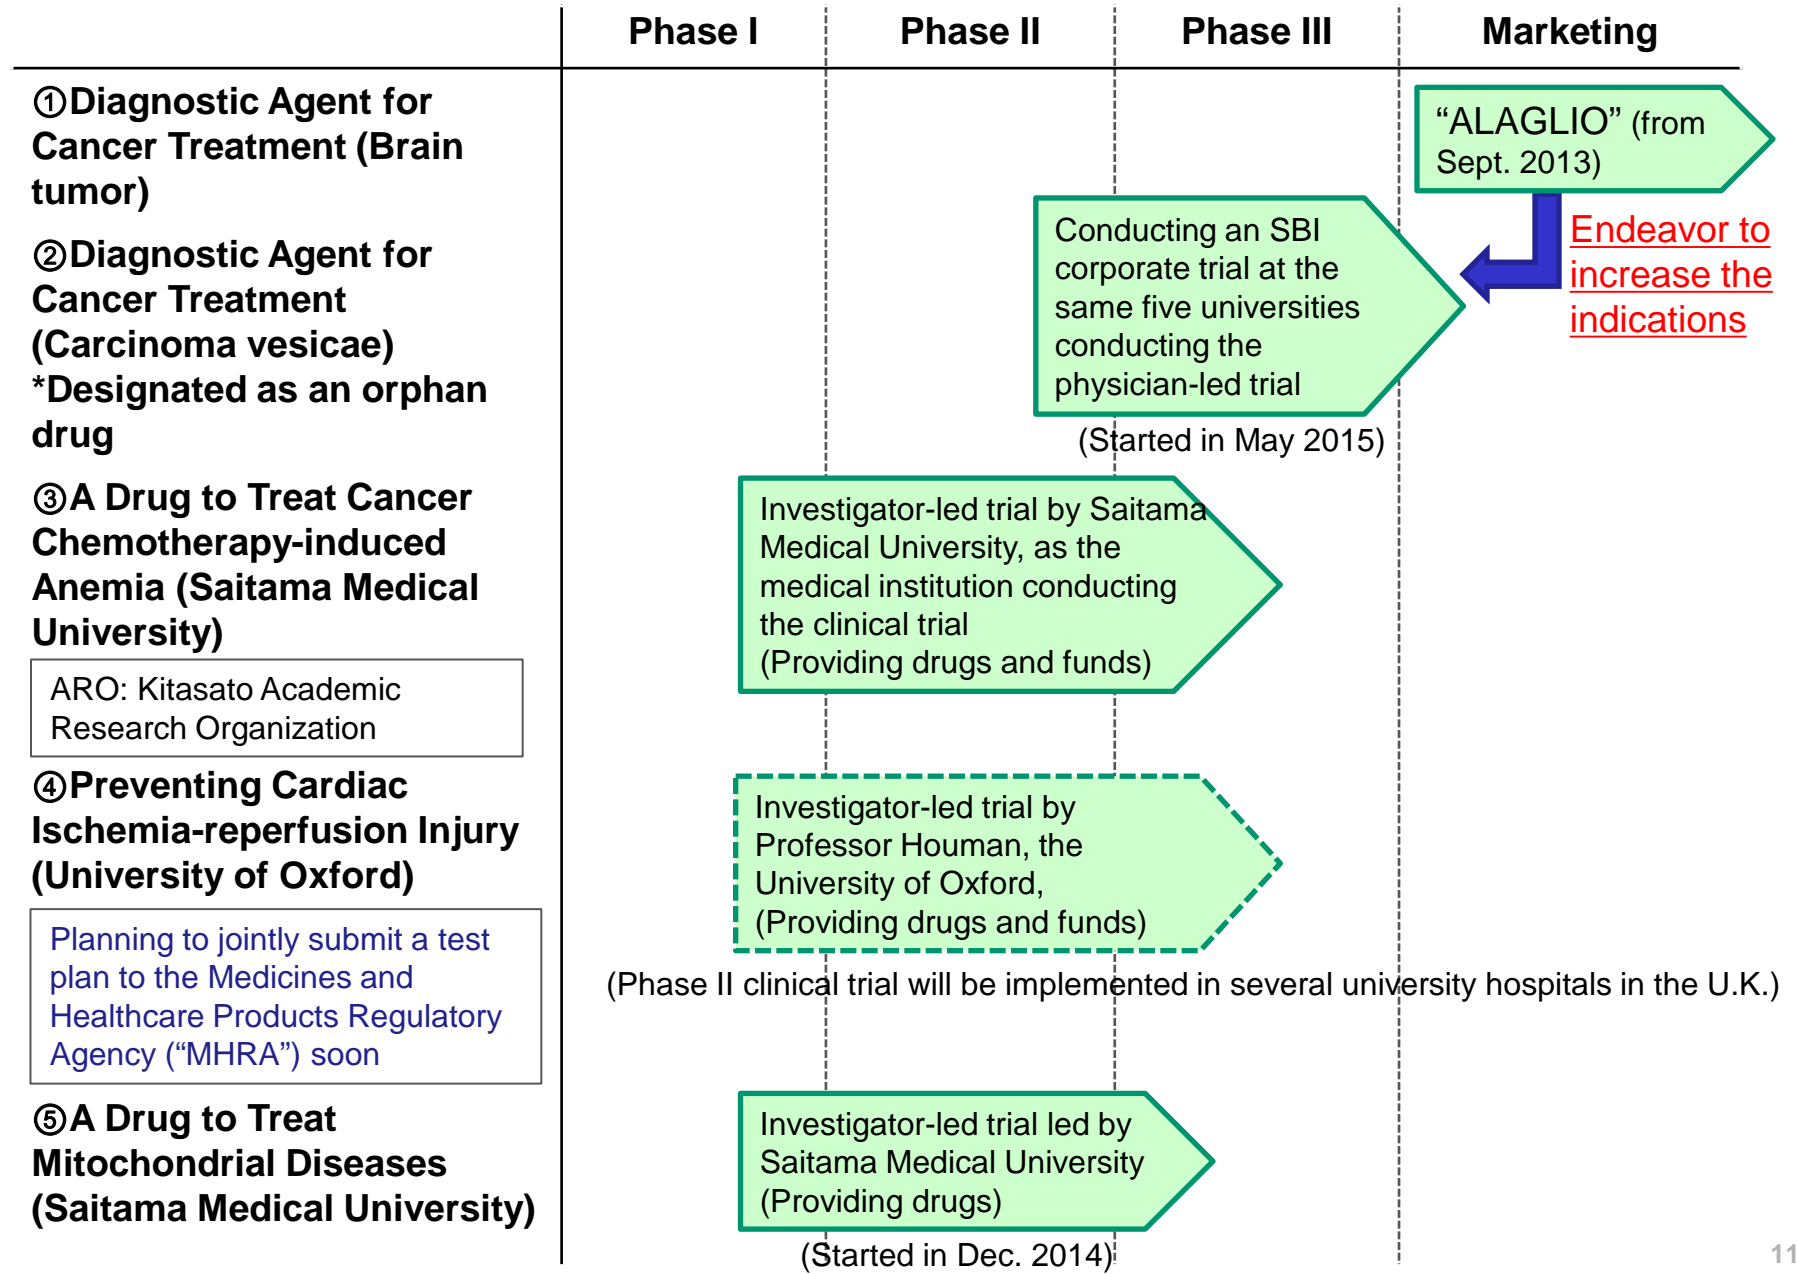 Phase I
Phase II
Phase III
Marketing
①Diagnostic Agent for
Cancer Treatment (Brain
tumor)
“ALAGLIO” (from
Sept. 2013)
Endeavor to
increase the
indications
②Diagnostic Agent for
Cancer Treatment
(Carcinoma vesicae)
*Designated as an orphan
drug
Conducting an SBI
corporate trial at the
same five universities
conducting the
physician-led trial
(Started in May 2015)
③A Drug to Treat Cancer
Chemotherapy-induced
Anemia (Saitama Medical
University)
ARO: Kitasato Academic
Research Organization
Investigator-led trial by Saitama
Medical University, as the
medical institution conducting
the clinical trial
(Providing drugs and funds)
④Preventing Cardiac
Ischemia-reperfusion Injury
(University of Oxford)
Planning to jointly submit a test
plan to the Medicines and
Healthcare Products Regulatory
Agency (“MHRA”) soon
Investigator-led trial by
Professor Houman, the
University of Oxford,
(Providing drugs and funds)
(Phase II clinical trial will be implemented in several university hospitals in the U.K.)
⑤A Drug to Treat
Mitochondrial Diseases
(Saitama Medical University)
Investigator-led trial led by
Saitama Medical University
(Providing drugs)
(Started in Dec. 2014)
11